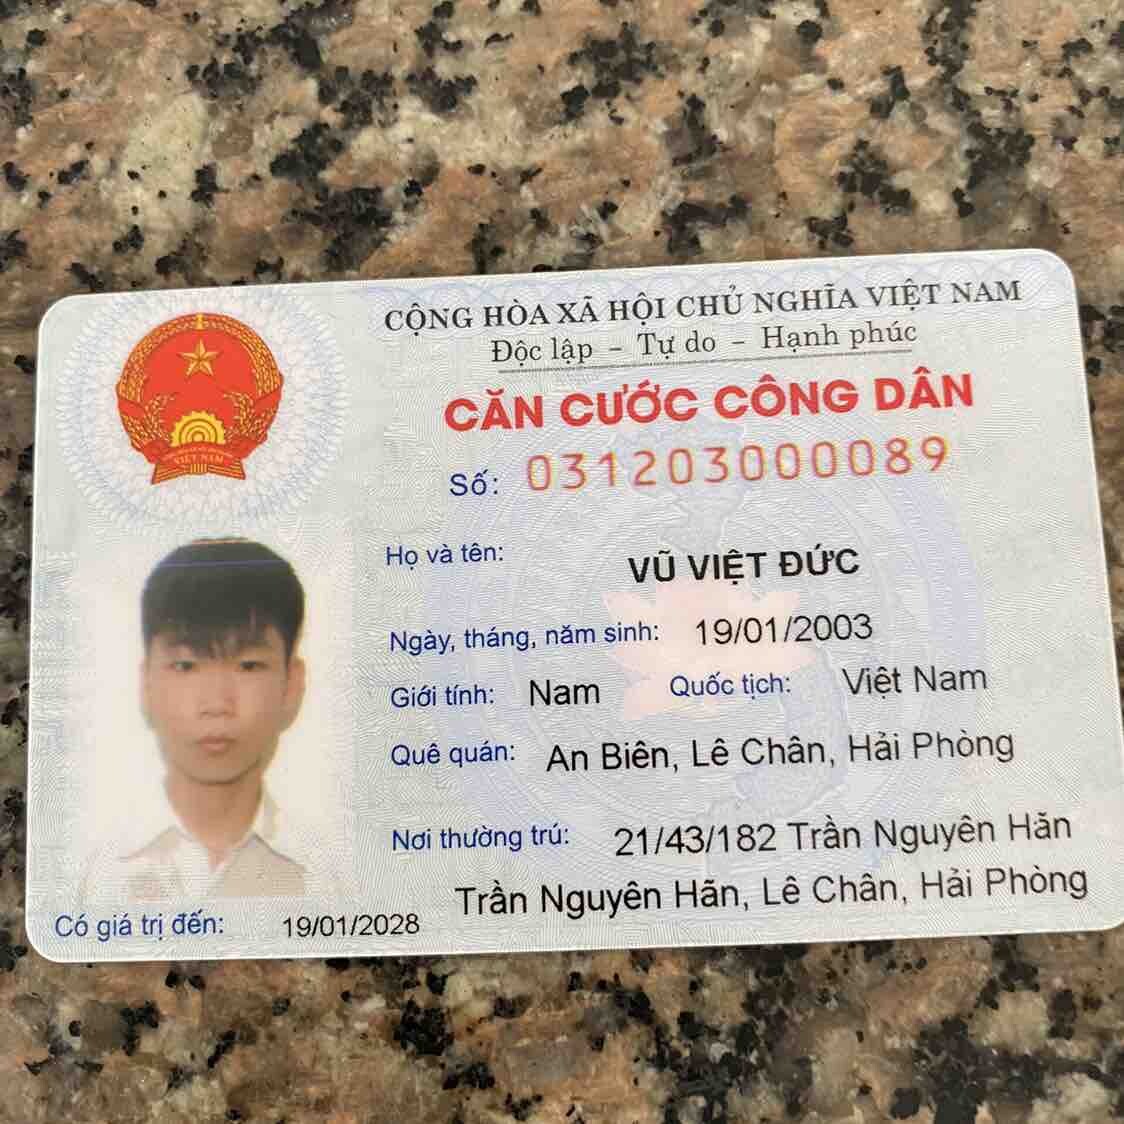 CỘNG HÒA XÃ HỘI CHỦ NGHĨA VIỆT NAM
Độc lập – Tự do – Hạnh phúc
CĂN CƯỚC CÔNG DÂN
Số: 031203000089
Họ và tên: VŨ VIỆT ĐỨC
Ngày, tháng, năm sinh: 19/01/2003
Giới tính: Nam Quốc tịch: Việt Nam
Quê quán: An Biên, Lê Chân, Hải Phòng
Nơi thường trú: 21/43/182 Trần Nguyên Hãn
Trần Nguyên Hãn, Lê Chân, Hải Phòng
Có giá trị đến: 19/01/2028